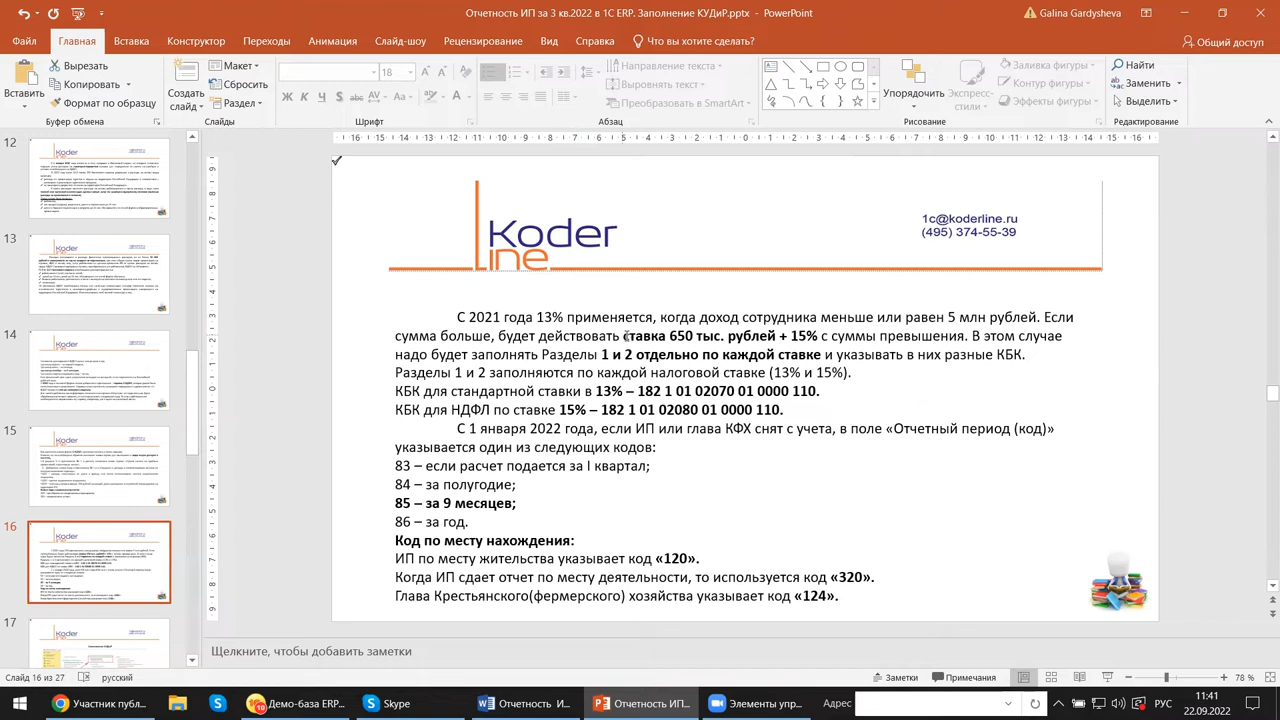 Отчетность ИП 3 кв.2022 в 1С ERP. УМЗ и КУДиР.ppx - PowerPoint
Galina Gardysheva
Файл Главная Вставка Конструктор Переходы Анимация Слайд-шоу Рецензирование Вид Справка Что вы хотите сделать? Общий доступ
Вставить
Вырезать
Копировать
Формат по образцу
Буфер обмена
Создать слайд
Макет
Сбросить
Раздел
Слайды
18
Ж К Ч S abc AV Aa A
Шрифт
Направление текста
Выровнять текст
Преобразовать в SmartArt
Абзац
Упорядочить
Экспресс-стили
Заливка фигуры
Контур фигуры
Эффекты фигуры
Рисование
Найти
Заменить
Выделить
Редактирование
12
13
14
15
16
17
Koder
line
1c@koderline.ru
(495) 374-55-39
С 2021 года 13% применяется, когда доход сотрудника меньше или равен 5 млн рублей. Если
сумма больше, будет действовать ставка 650 тыс. рублей + 15% с суммы превышения. В этом случае
надо будет заполнять Разделы 1 и 2 отдельно по каждой ставке и указывать в них разные КБК.
Разделы 1 и 2 заполняются по каждой налоговой ставке (13% и 15%).
КБК для стандартной ставки в 13% – 182 1 01 02070 01 0000 110.
КБК для НДФЛ по ставке 15% – 182 1 01 02080 01 0000 110.
С 1 января 2022 года, если ИП или глава КФХ снят с учета, в поле «Отчетный период (код)»
указывается один из следующих кодов:
83 – если расчет подается за I квартал;
84 – за полугодие;
85 – за 9 месяцев;
86 – за год.
Код по месту нахождения:
ИП по месту жительства указывает код «120».
Когда ИП сдает отчет по месту деятельности, то используется код «320».
Глава Крестьянского(фермерского) хозяйства указывает код «124».
Щелкните, чтобы добавить заметки
Слайд 16 из 27 русский Заметки Примечания 78 %
Участник публ... Демо-база ERP... Skype Отчетность И... Отчетность ИП... Элементы упр... Адрес РУС 11:41
22.09.2022